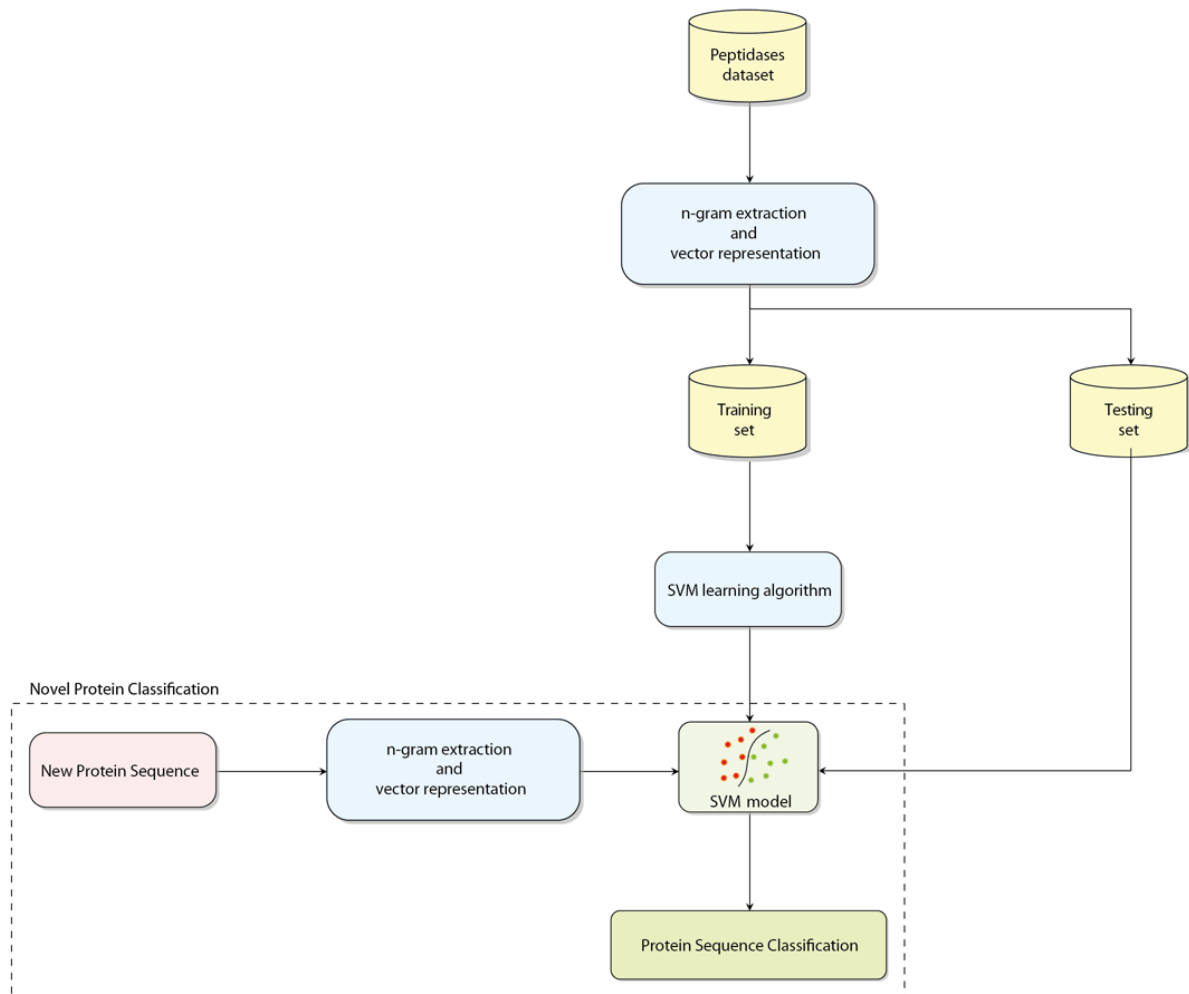 Peptidases
dataset
n-gram extraction
and
vector representation
Training
set
Testing
set
SVM learning algorithm
Novel Protein Classification
New Protein Sequence
n-gram extraction
and
vector representation
SVM model
Protein Sequence Classification